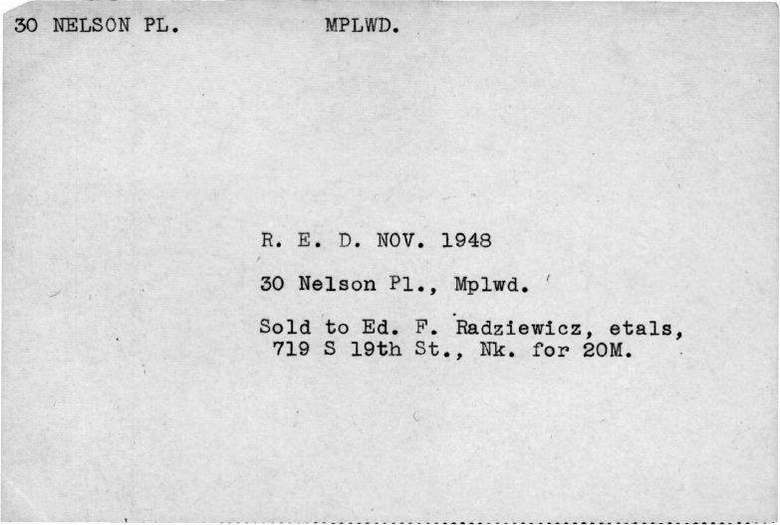 30 NELSON PL. MPLWD.
R. E. D. NOV. 1948
30 Nelson Pl., Mplwd.
Sold to Ed. F. Radziewicz, etals,
719 S 19th St., Nk. for 20M.